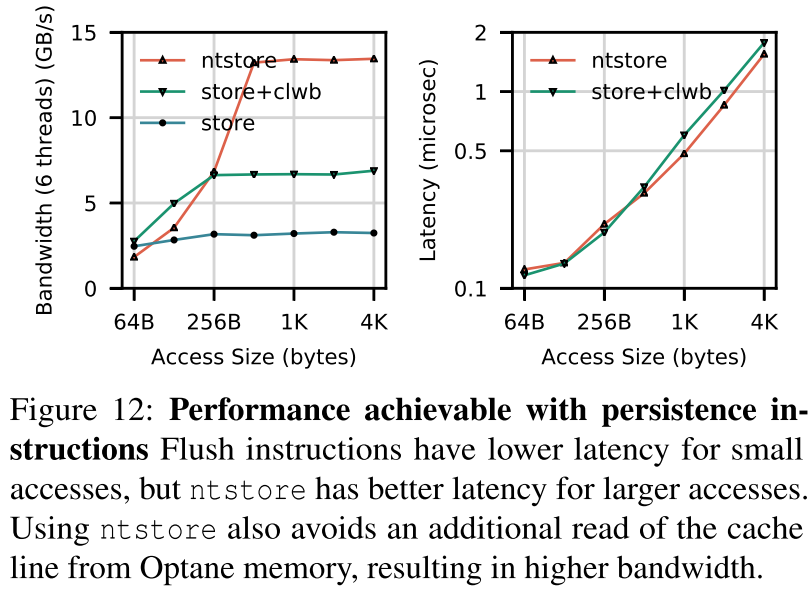 Bandwidth (6 threads) (GB/s)
15
10
5
0
ntstore
store+clwb
store
64B 256B 1K 4K
Access Size (bytes)
Latency (microsec)
2
1
0.5
0.1
ntstore
store+clwb
64B 256B 1K 4K
Access Size (bytes)
Figure 12: Performance achievable with persistence in-
structions Flush instructions have lower latency for small
accesses, but ntstore has better latency for larger accesses.
Using ntstore also avoids an additional read of the cache
line from Optane memory, resulting in higher bandwidth.